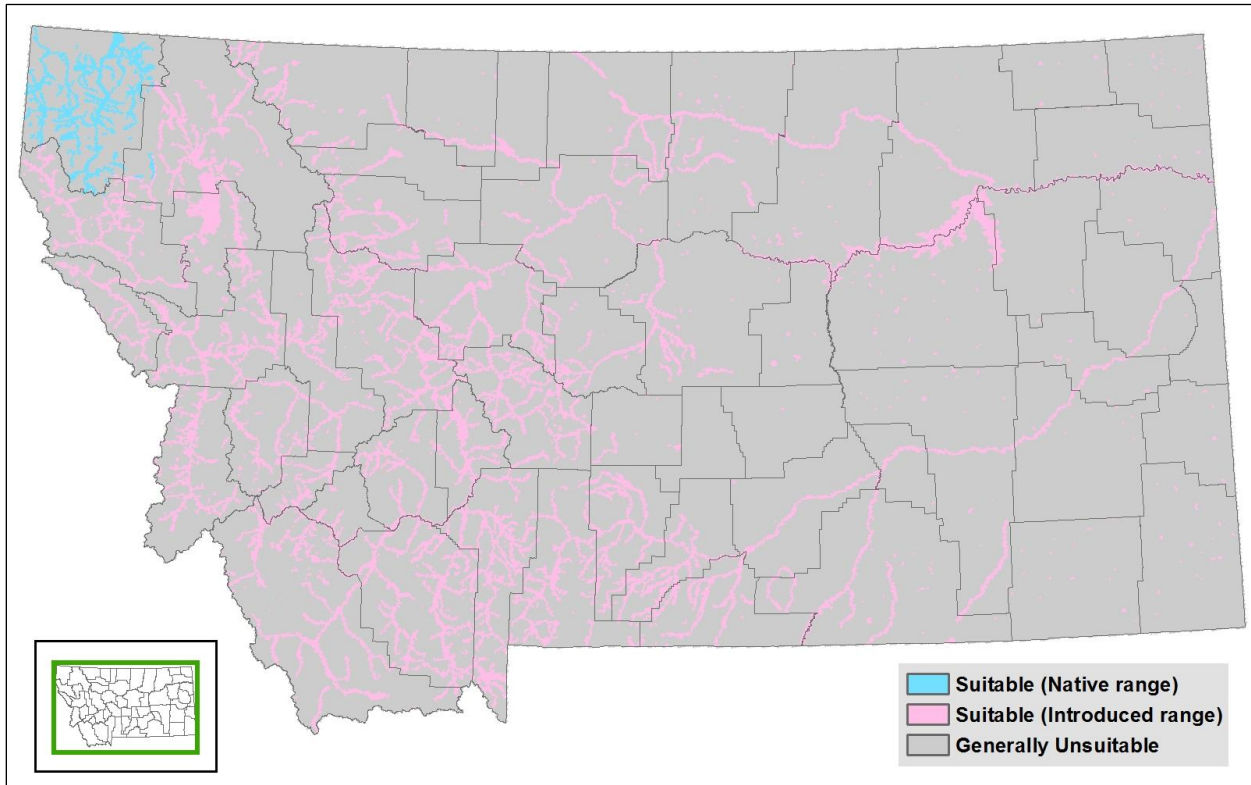 Suitable (Native range)
Suitable (Introduced range)
Generally Unsuitable